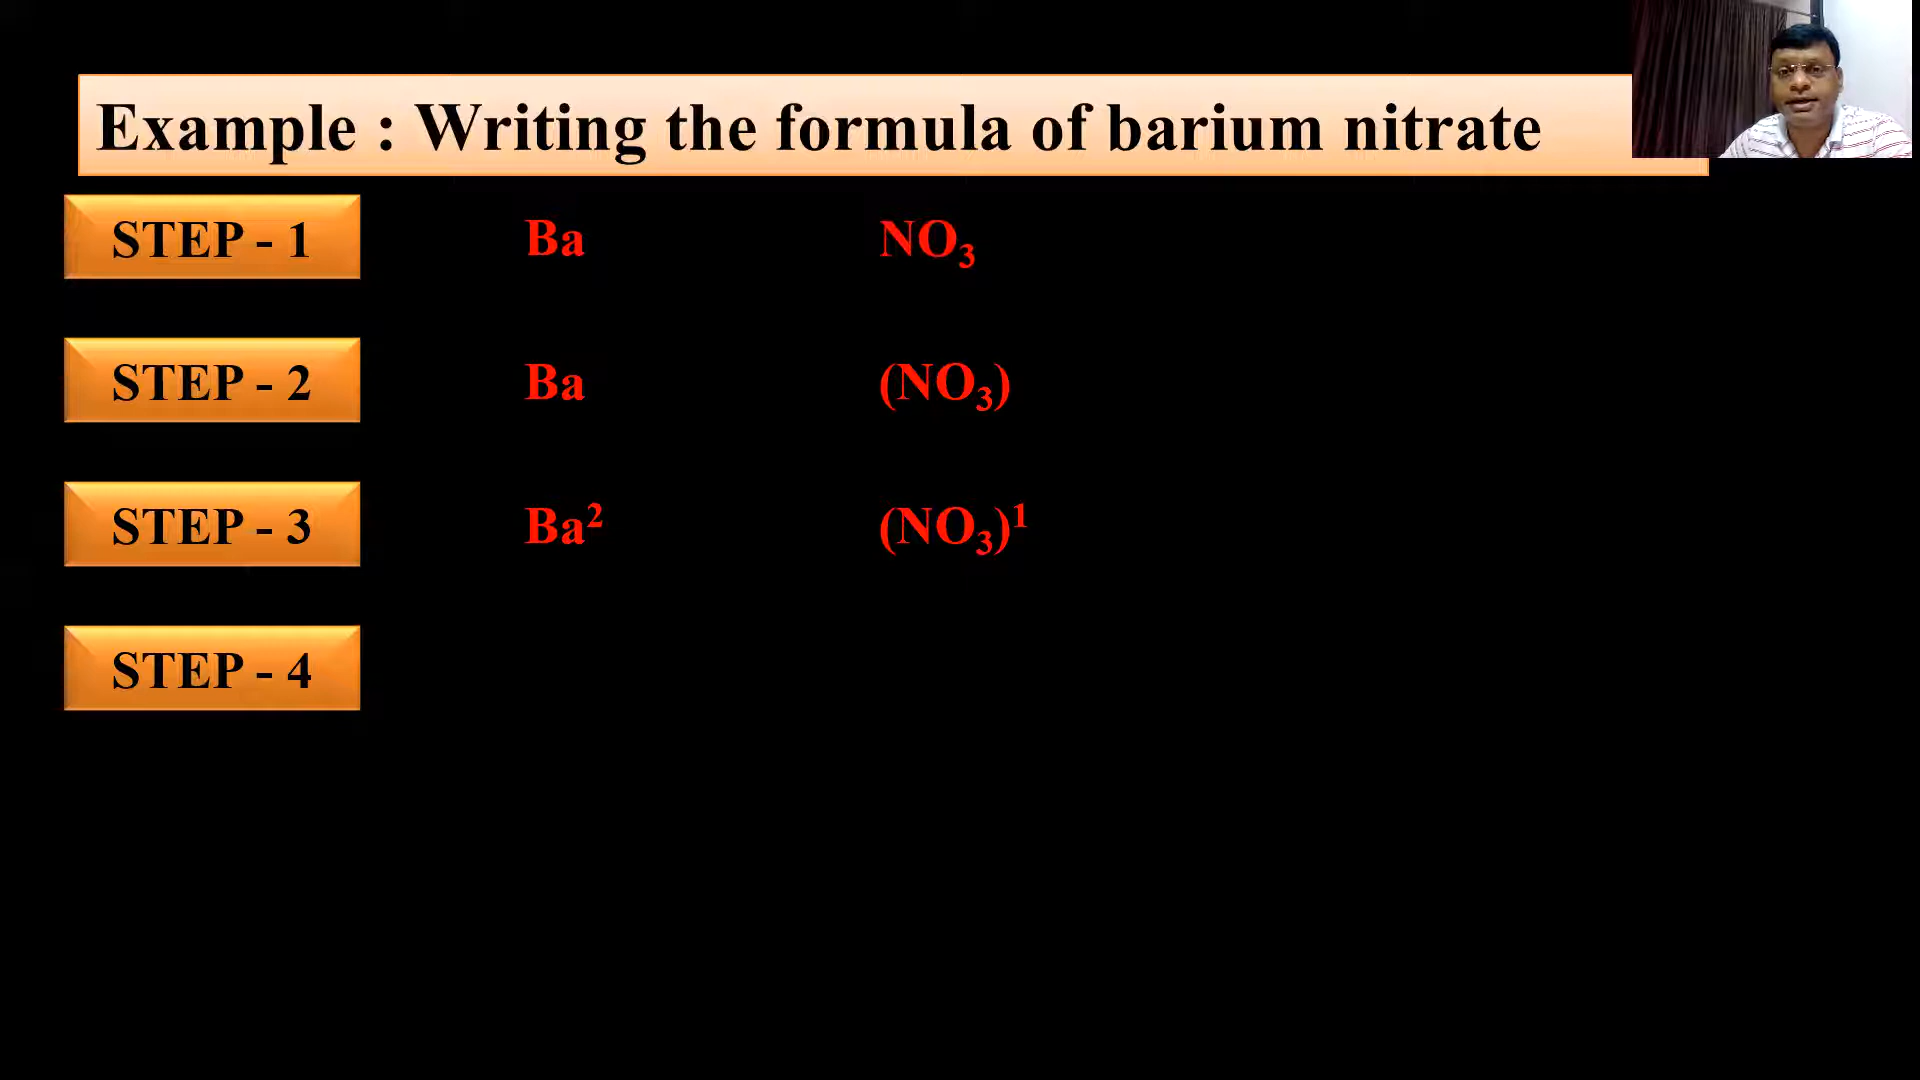 Example : Writing the formula of barium nitrate
STEP - 1 Ba NO₃
STEP - 2 Ba (NO₃)
STEP - 3 Ba² (NO₃)¹
STEP - 4